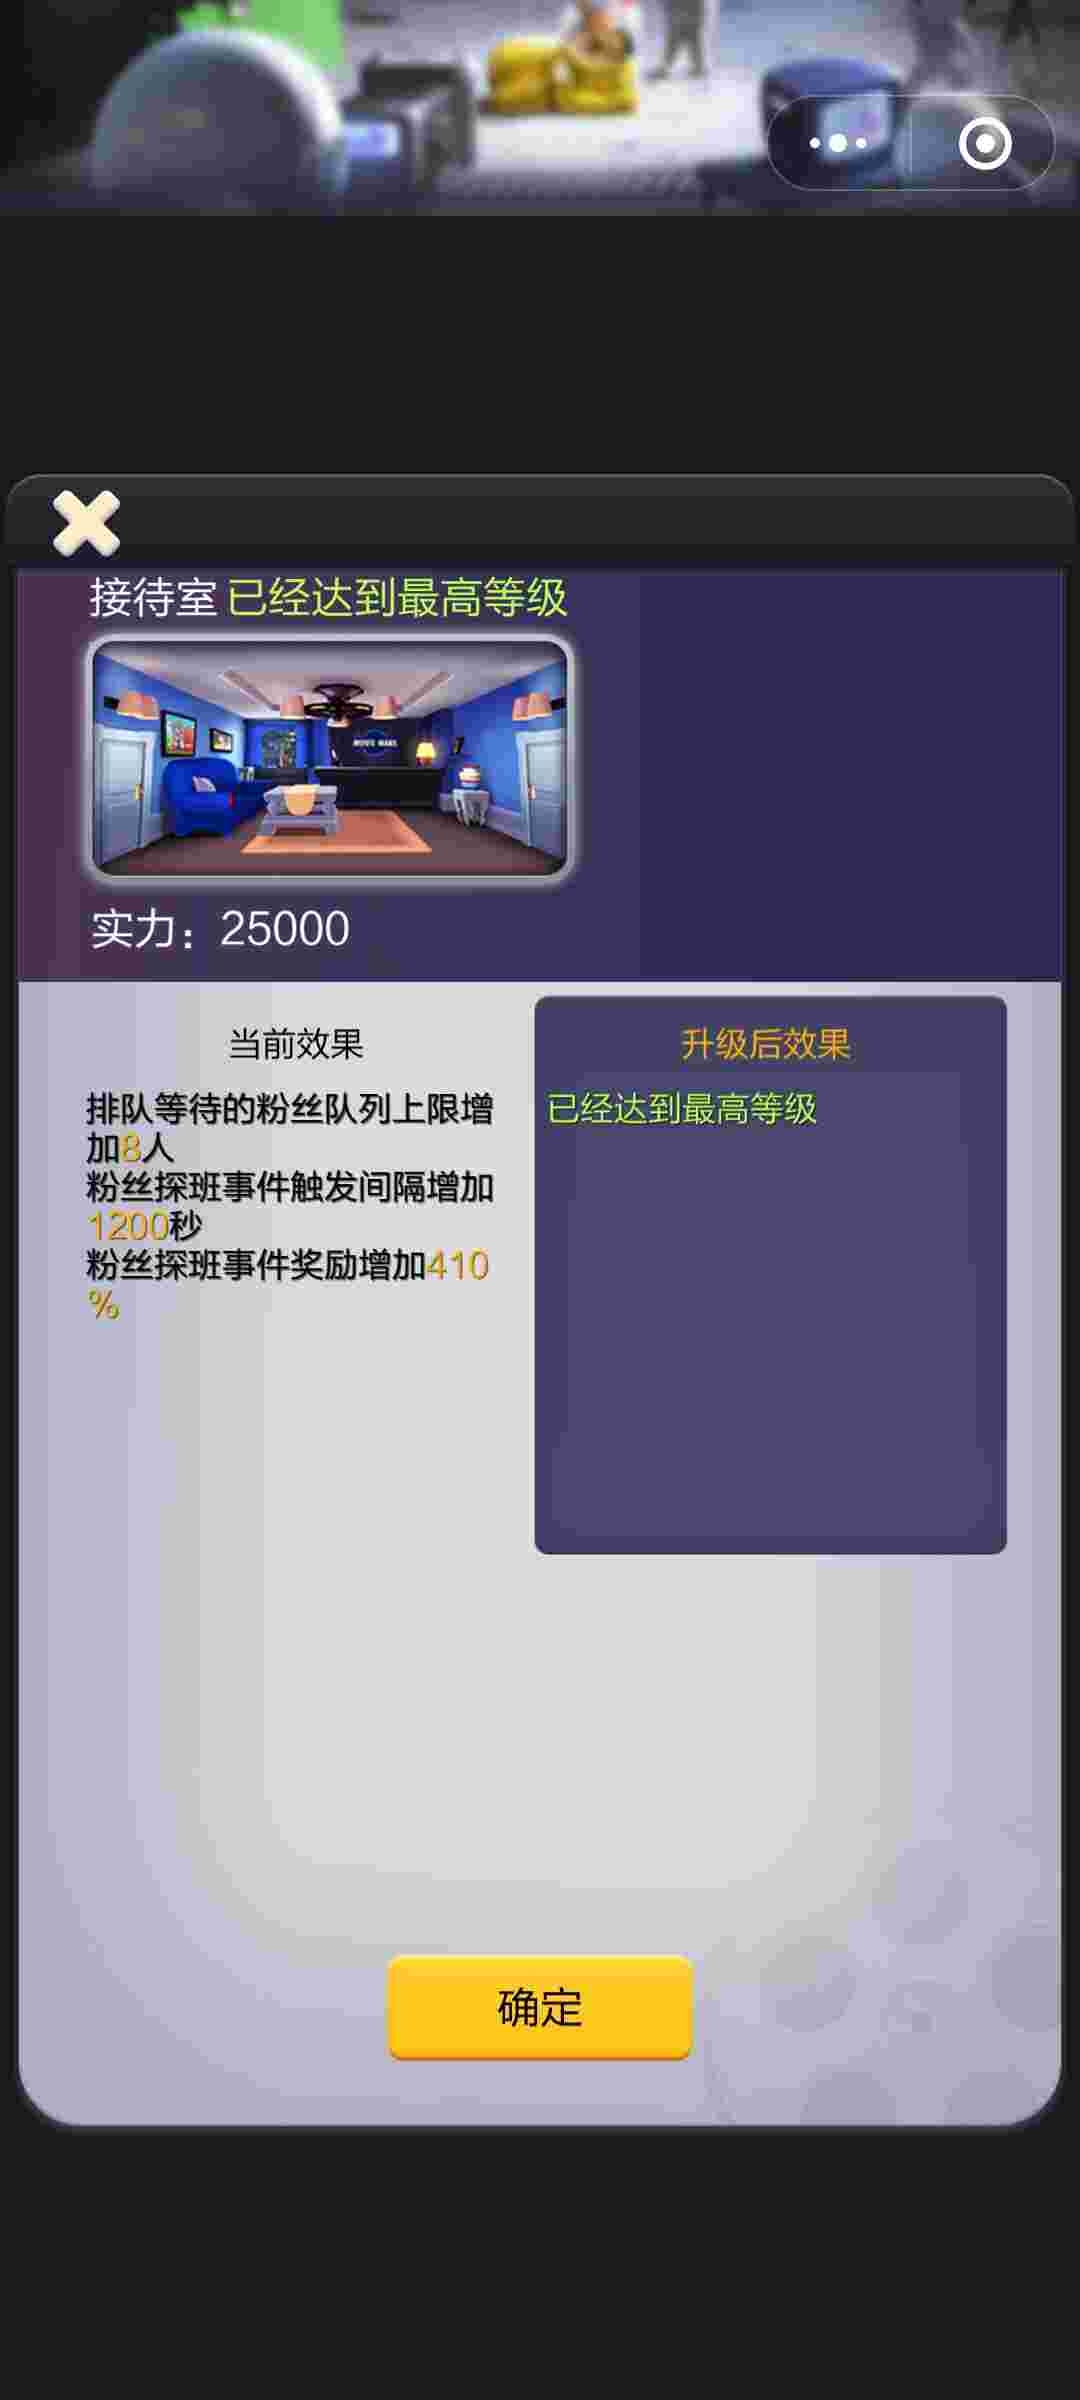 接待室 已经达到最高等级
实力：25000
当前效果
排队等待的粉丝队列上限增
加8人
粉丝探班事件触发间隔增加
1200秒
粉丝探班事件奖励增加410
%
升级后效果
已经达到最高等级
确定